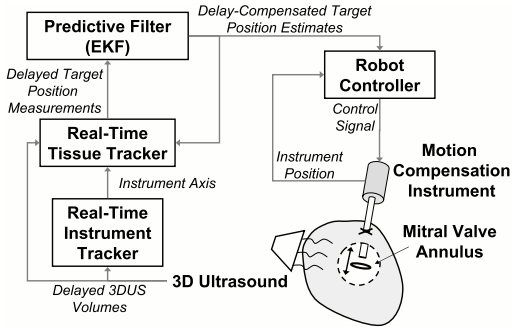 Predictive Filter
(EKF)
Delay-Compensated Target
Position Estimates
Delayed Target
Position
Measurements
Robot
Controller
Control
Signal
Real-Time
Tissue Tracker
Instrument
Position
Motion
Compensation
Instrument
Instrument Axis
Real-Time
Instrument
Tracker
Mitral Valve
Annulus
3D Ultrasound
Delayed 3DUS
Volumes